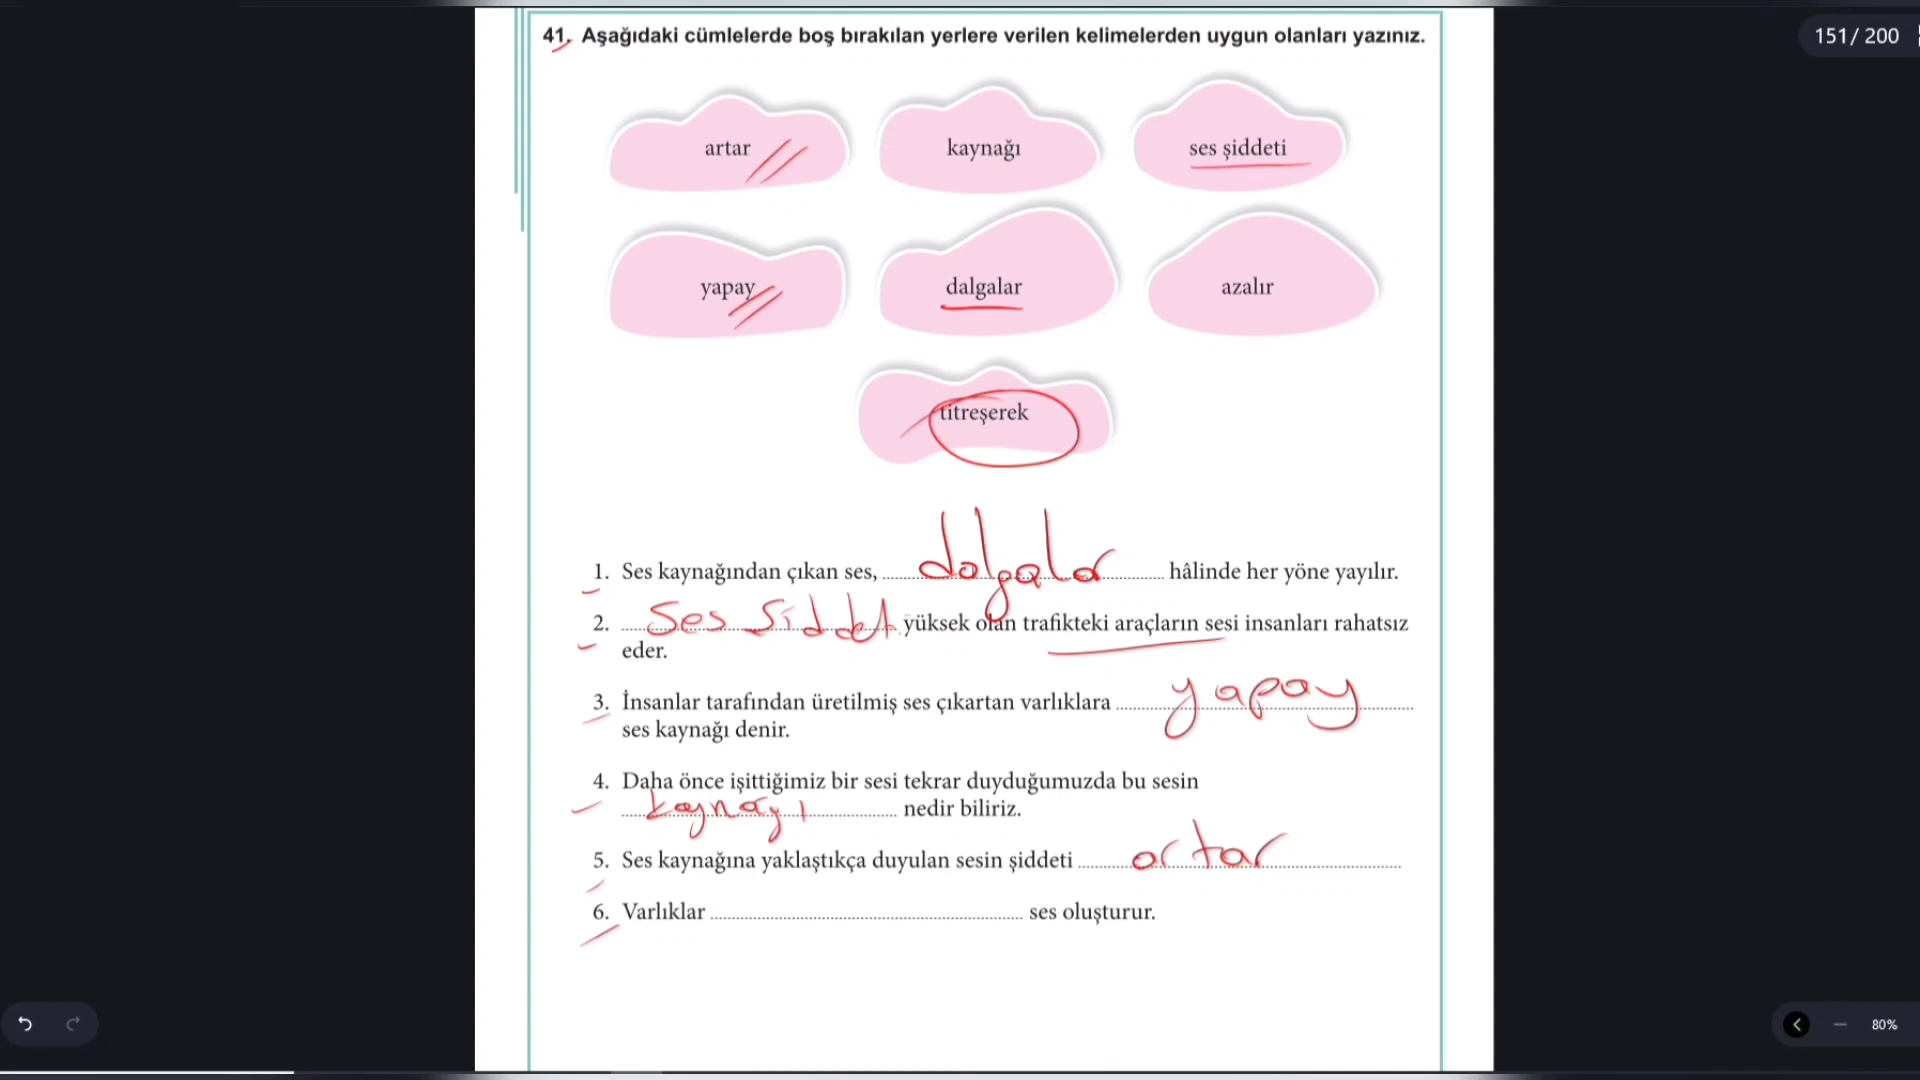 151/ 200
41. Aşağıdaki cümlelerde boş bırakılan yerlere verilen kelimelerden uygun olanları yazınız.
artar
kaynağı
ses şiddeti
yapay
dalgalar
azalır
titreşerek
1. Ses kaynağından çıkan ses, dalgalar hâlinde her yöne yayılır.
2. Ses Siddet yüksek olan trafikteki araçların sesi insanları rahatsız
eder.
3. İnsanlar tarafından üretilmiş ses çıkartan varlıklara yapay
ses kaynağı denir.
4. Daha önce işittiğimiz bir sesi tekrar duyduğumuzda bu sesin
kaynağı nedir biliriz.
5. Ses kaynağına yaklaştıkça duyulan sesin şiddeti artar
6. Varlıklar ........ ses oluşturur.
80%